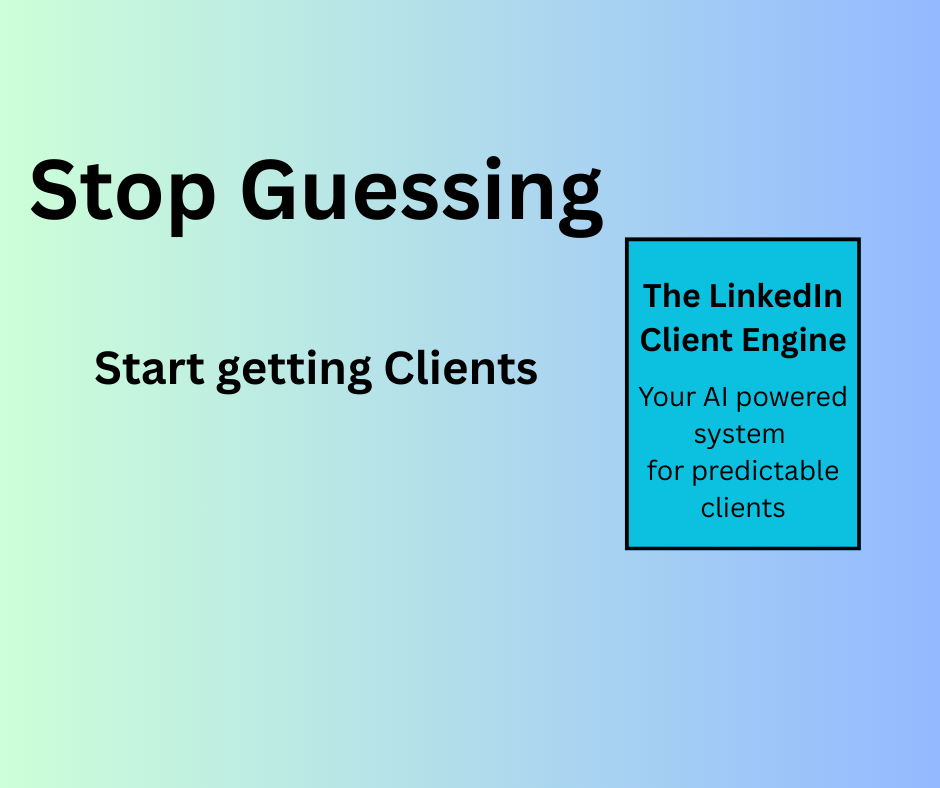 Stop Guessing
Start getting Clients
The LinkedIn
Client Engine
Your AI powered
system
for predictable
clients